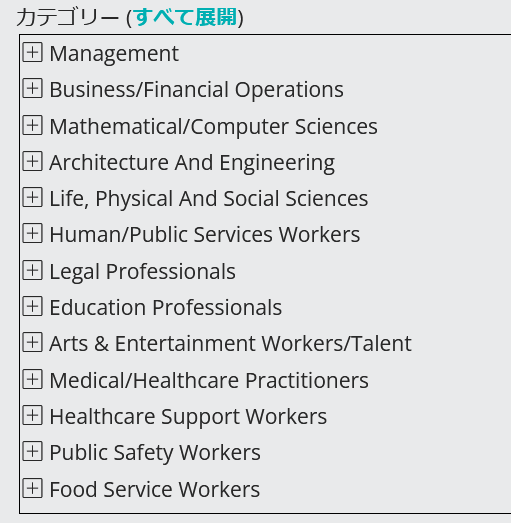 カテゴリー (すべて展開)
Management
Business/Financial Operations
Mathematical/Computer Sciences
Architecture And Engineering
Life, Physical And Social Sciences
Human/Public Services Workers
Legal Professionals
Education Professionals
Arts & Entertainment Workers/Talent
Medical/Healthcare Practitioners
Healthcare Support Workers
Public Safety Workers
Food Service Workers